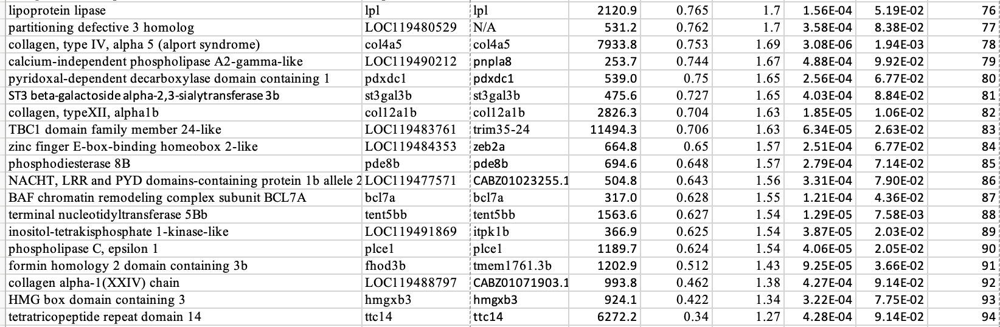 lipoprotein lipase lpl lpl 2120.9 0.765 1.7 1.56E-04 5.19E-02 76
partitioning defective 3 homolog LOC119480529 N/A 531.2 0.762 1.7 3.58E-04 8.38E-02 77
collagen, type IV, alpha 5 (alport syndrome) col4a5 col4a5 7933.8 0.753 1.69 3.08E-06 1.94E-03 78
calcium-independent phospholipase A2-gamma-like LOC119490212 pnpla8 253.7 0.744 1.67 4.88E-04 9.92E-02 79
pyridoxal-dependent decarboxylase domain containing 1 pdxdc1 pdxdc1 539.0 0.75 1.65 2.56E-04 6.77E-02 80
ST3 beta-galactoside alpha-2,3-sialytransferase 3b st3gal3b st3gal3b 475.6 0.727 1.65 4.03E-04 8.84E-02 81
collagen, typeXII, alpha1b col12a1b col12a1b 2826.3 0.704 1.63 1.85E-05 1.06E-02 82
TBC1 domain family member 24-like LOC119483761 trim35-24 11494.3 0.706 1.63 6.34E-05 2.63E-02 83
zinc finger E-box-binding homeobox 2-like LOC119484353 zeb2a 664.8 0.65 1.57 2.51E-04 6.77E-02 84
phosphodiesterase 8B pde8b pde8b 694.6 0.648 1.57 2.79E-04 7.14E-02 85
NACHT, LRR and PYD domains-containing protein 1b allele 2 LOC119477571 CABZ01023255.1 504.8 0.643 1.56 3.31E-04 7.90E-02 86
BAF chromatin remodeling complex subunit BCL7A bcl7a bcl7a 317.0 0.628 1.55 1.21E-04 4.36E-02 87
terminal nucleotidyltransferase 5Bb tent5bb tent5bb 1563.6 0.627 1.54 1.29E-05 7.58E-03 88
inositol-tetrakisphosphate 1-kinase-like LOC119491869 itpk1b 366.9 0.625 1.54 3.87E-05 2.03E-02 89
phospholipase C, epsilon 1 plce1 plce1 1189.7 0.624 1.54 4.06E-05 2.05E-02 90
formin homology 2 domain containing 3b fhod3b tmem1761.3b 1202.9 0.512 1.43 9.25E-05 3.66E-02 91
collagen alpha-1(XXIV) chain LOC119488797 CABZ01071903.1 993.8 0.462 1.38 4.27E-04 9.14E-02 92
HMG box domain containing 3 hmgxb3 hmgxb3 924.1 0.422 1.34 3.22E-04 7.75E-02 93
tetratricopeptide repeat domain 14 ttc14 ttc14 6272.2 0.34 1.27 4.28E-04 9.14E-02 94